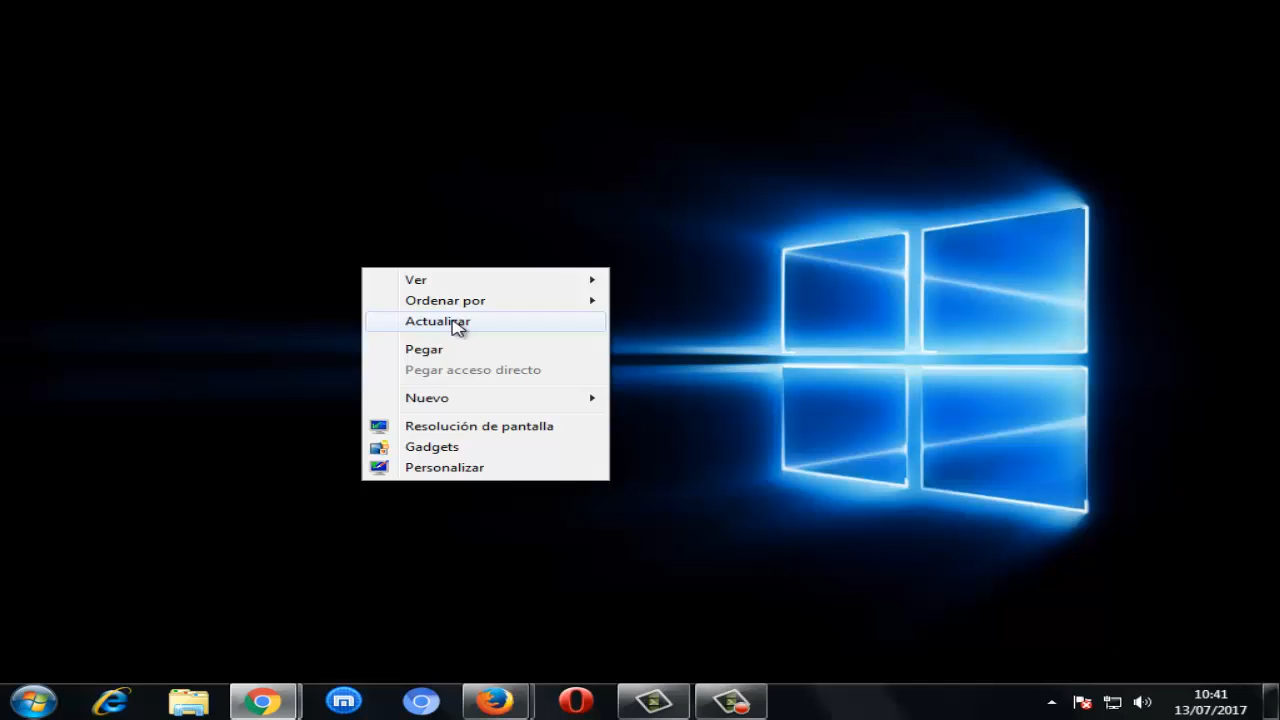 Ver
Ordenar por
Actualizar
Pegar
Pegar acceso directo
Nuevo
Resolución de pantalla
Gadgets
Personalizar
10:41
13/07/2017